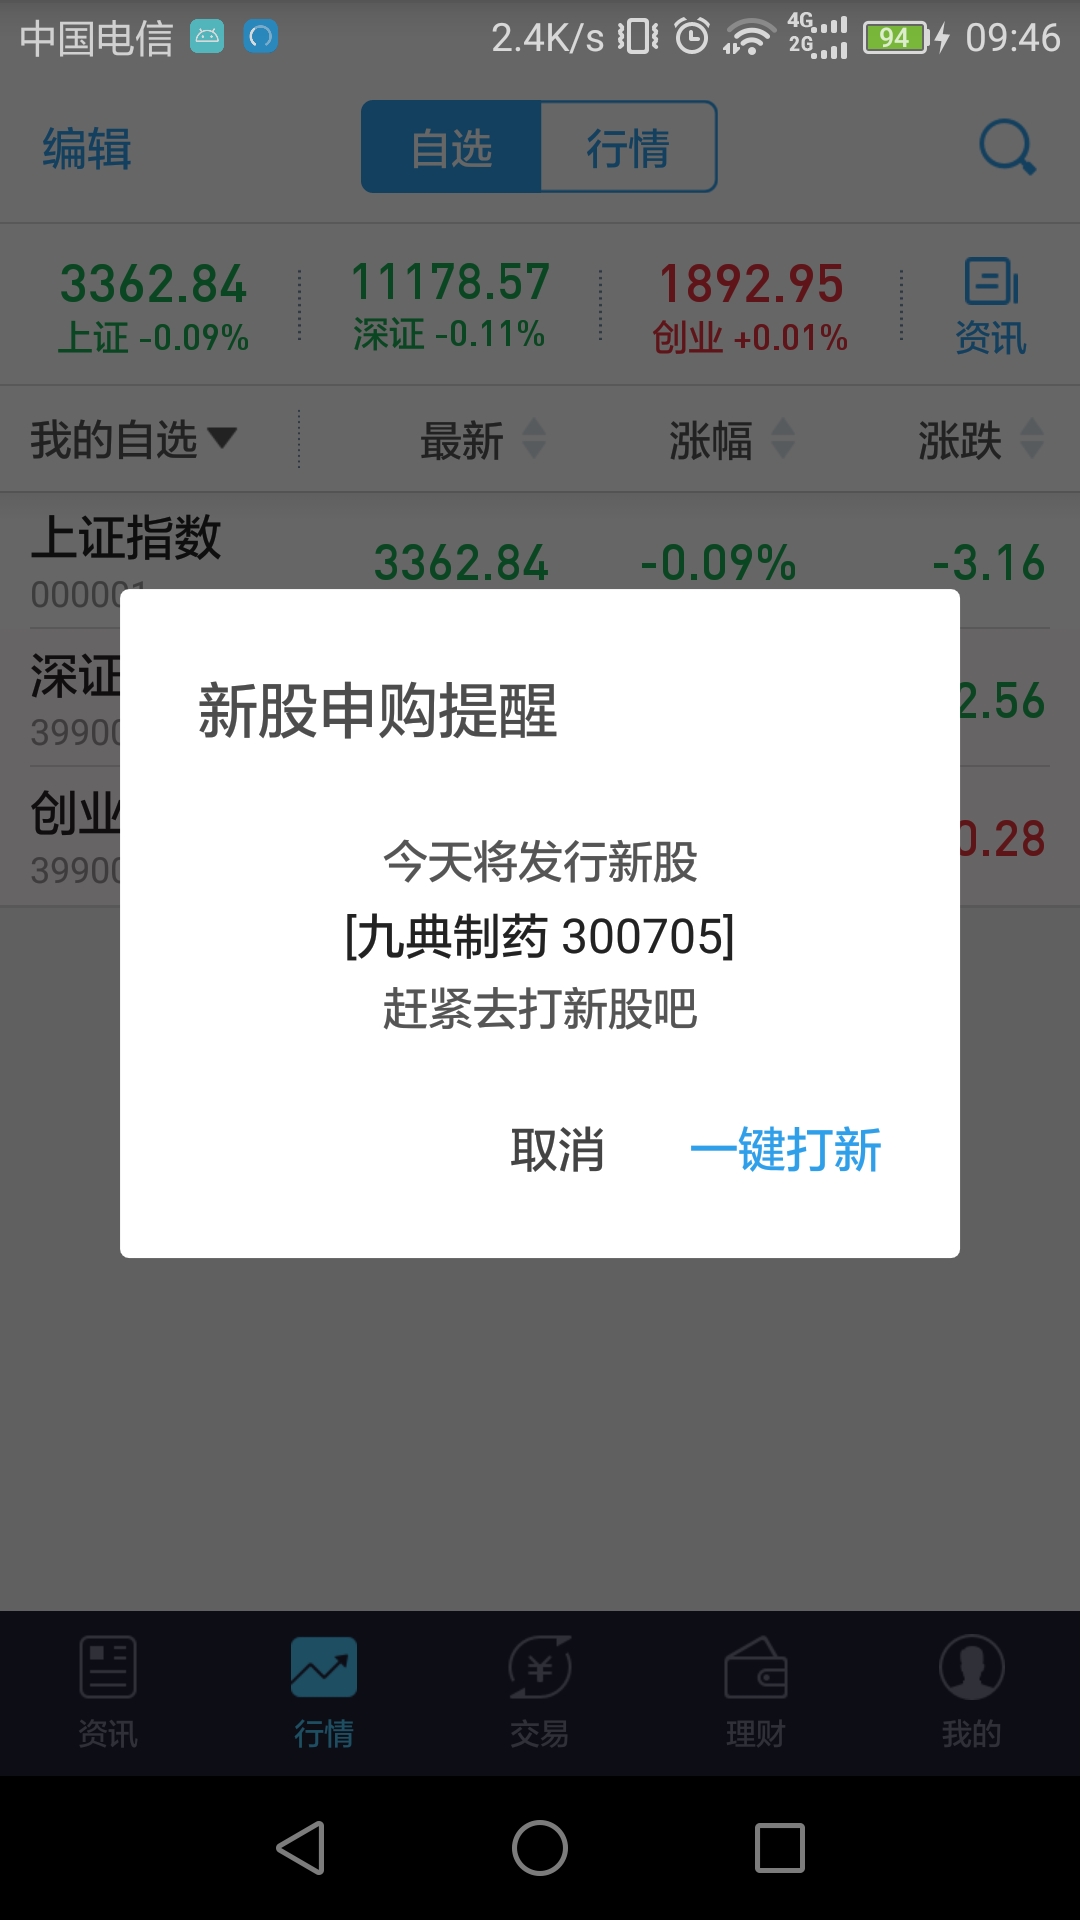 中国电信 2.4K/s 4G 2G 94 09:46
编辑 自选 行情
3362.84 11178.57 1892.95
上证 -0.09% 深证 -0.11% 创业 +0.01% 资讯
我的自选 最新 涨幅 涨跌
上证指数 3362.84 -0.09% -3.16
000001
深证 2.56
3990
创业 0.28
3990
新股申购提醒
今天将发行新股
[九典制药 300705]
赶紧去打新股吧
取消 一键打新
资讯 行情 交易 理财 我的